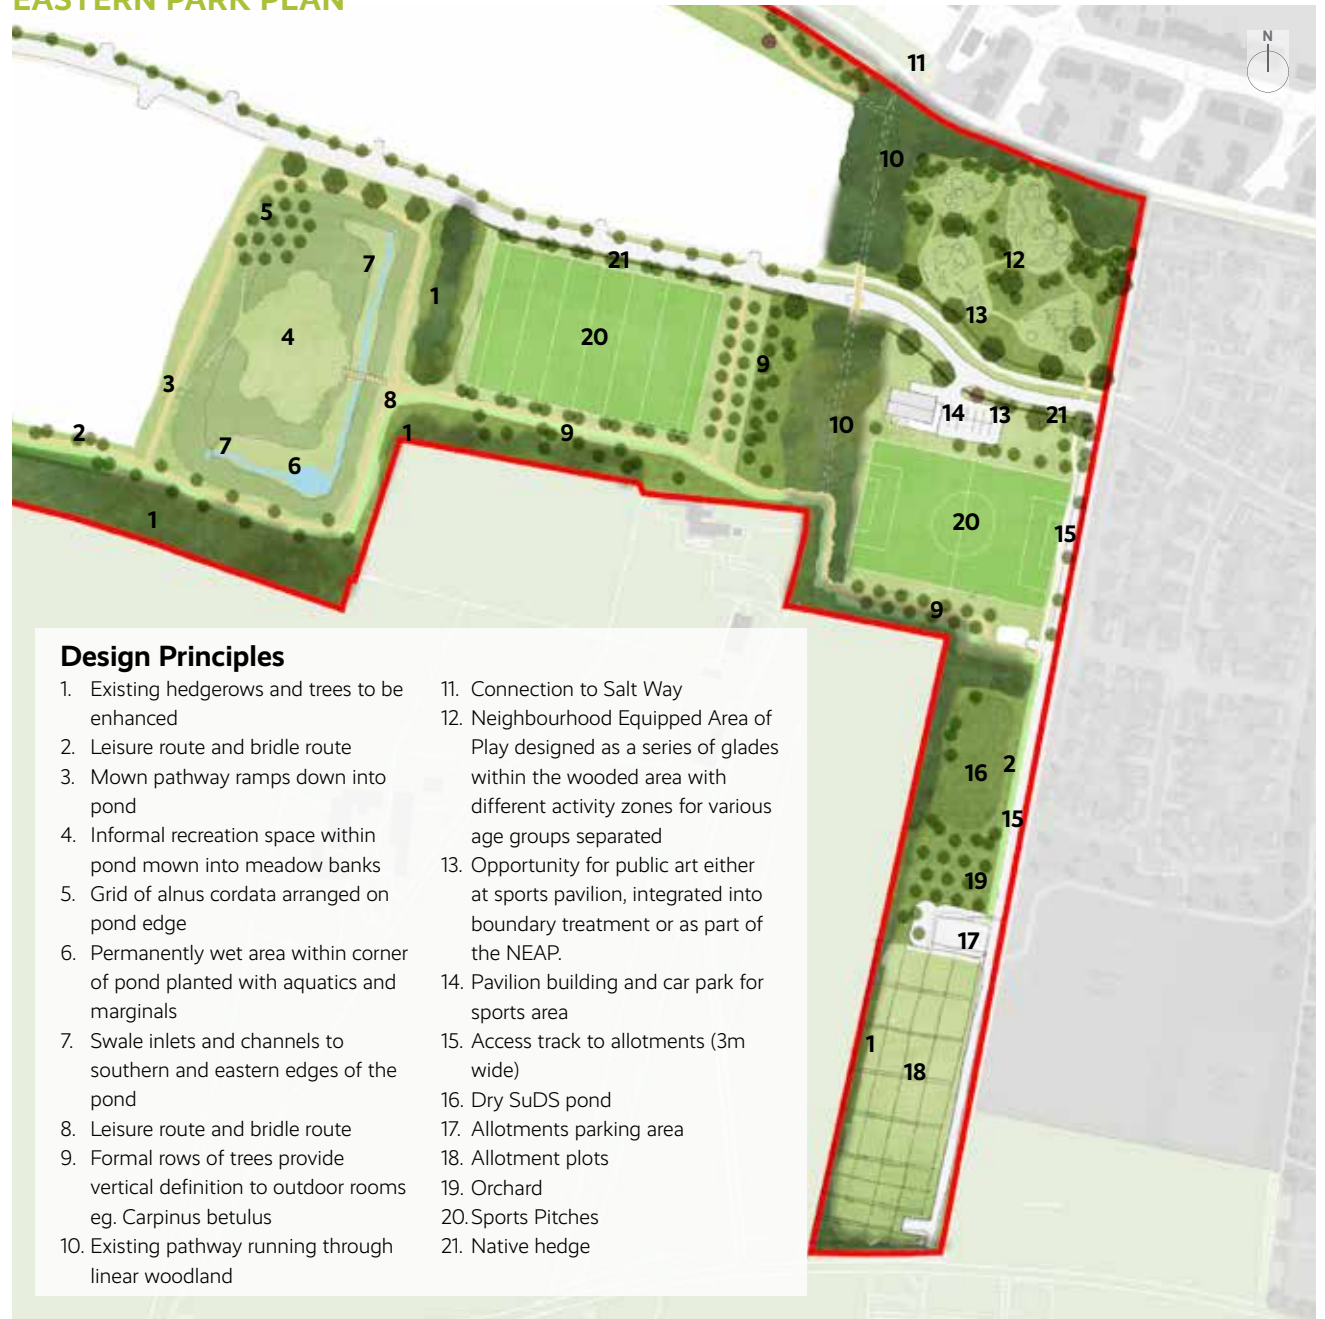 EASTERN PARK PLAN
N
11
10
5
12
7
21
1
13
4
20
3
9
8
14
13
21
10
2
1
9
7
6
1
20
15
9
2
16
15
19
17
1
18
Design Principles
1. Existing hedgerows and trees to be
enhanced
2. Leisure route and bridle route
3. Mown pathway ramps down into
pond
4. Informal recreation space within
pond mown into meadow banks
5. Grid of alnus cordata arranged on
pond edge
6. Permanently wet area within corner
of pond planted with aquatics and
marginals
7. Swale inlets and channels to
southern and eastern edges of the
pond
8. Leisure route and bridle route
9. Formal rows of trees provide
vertical definition to outdoor rooms
eg. Carpinus betulus
10. Existing pathway running through
linear woodland
11. Connection to Salt Way
12. Neighbourhood Equipped Area of
Play designed as a series of glades
within the wooded area with
different activity zones for various
age groups separated
13. Opportunity for public art either
at sports pavilion, integrated into
boundary treatment or as part of
the NEAP.
14. Pavilion building and car park for
sports area
15. Access track to allotments (3m
wide)
16. Dry SuDS pond
17. Allotments parking area
18. Allotment plots
19. Orchard
20. Sports Pitches
21. Native hedge